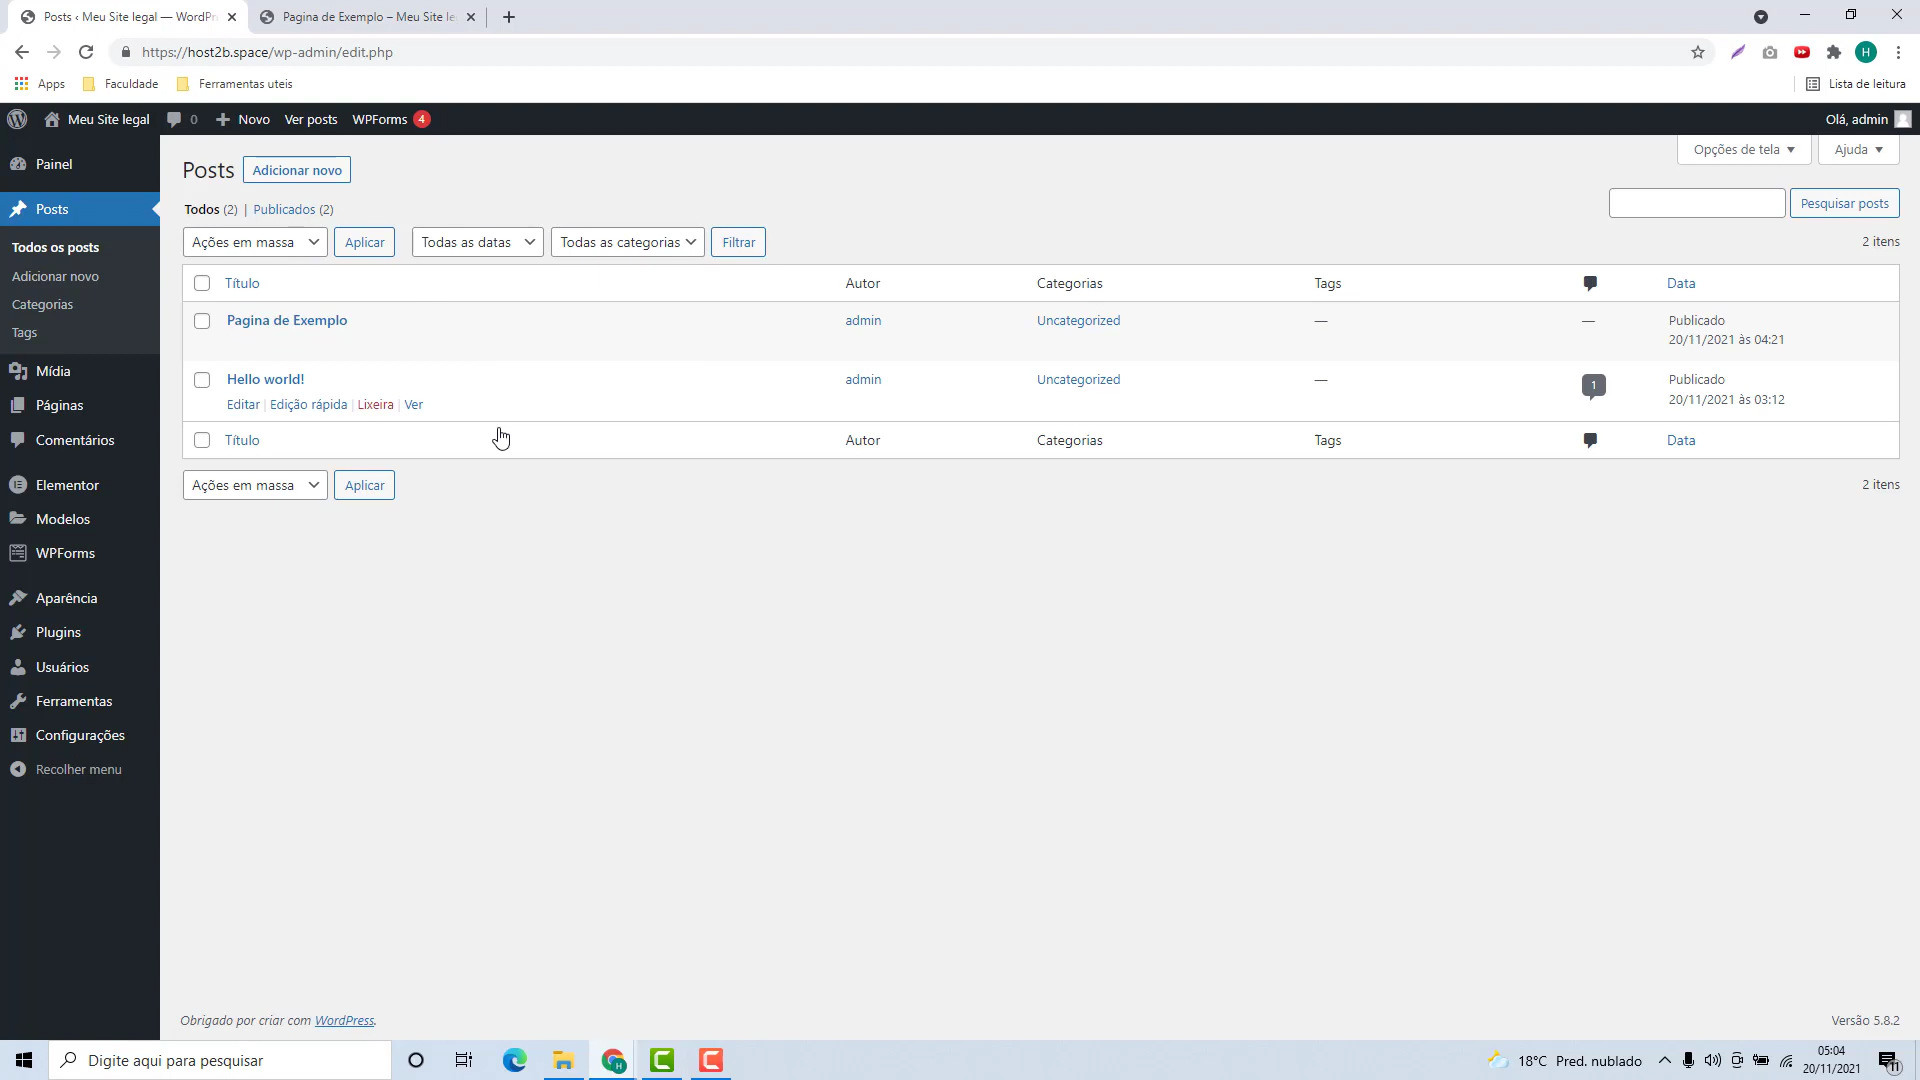 Posts ‹ Meu Site legal — WordPr
Pagina de Exemplo – Meu Site le
https://host2b.space/wp-admin/edit.php
H
Apps
Faculdade
Ferramentas uteis
Lista de leitura
Meu Site legal
0
Novo
Ver posts
WPForms 4
Olá, admin
Opções de tela
Ajuda
Painel
Posts
Todos os posts
Adicionar novo
Categorias
Tags
Mídia
Páginas
Comentários
Elementor
Modelos
WPForms
Aparência
Plugins
Usuários
Ferramentas
Configurações
Recolher menu
Posts Adicionar novo
Todos (2) | Publicados (2)
Pesquisar posts
Ações em massa Aplicar Todas as datas Todas as categorias Filtrar
2 itens
Título Autor Categorias Tags Data
Pagina de Exemplo admin Uncategorized — — Publicado
20/11/2021 às 04:21
Hello world! admin Uncategorized — 1 Publicado
Editar | Edição rápida | Lixeira | Ver 20/11/2021 às 03:12
Título Autor Categorias Tags Data
Ações em massa Aplicar
2 itens
Obrigado por criar com WordPress.
Versão 5.8.2
Digite aqui para pesquisar
18°C Pred. nublado
05:04
20/11/2021
11